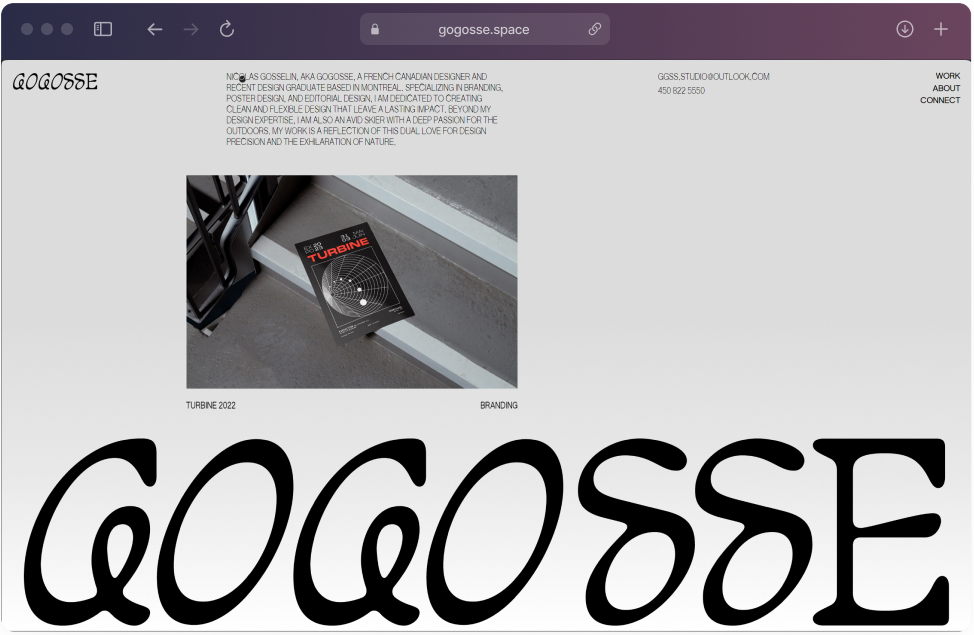 gogosse.space
GOGOSSE
NICOLAS GOSSELIN, AKA GOGOSSE, A FRENCH CANADIAN DESIGNER AND
RECENT DESIGN GRADUATE BASED IN MONTREAL. SPECIALIZING IN BRANDING,
POSTER DESIGN, AND EDITORIAL DESIGN, I AM DEDICATED TO CREATING
CLEAN AND FLEXIBLE DESIGN THAT LEAVE A LASTING IMPACT. BEYOND MY
DESIGN EXPERTISE, I AM ALSO AN AVID SKIER WITH A DEEP PASSION FOR THE
OUTDOORS. MY WORK IS A REFLECTION OF THIS DUAL LOVE FOR DESIGN
PRECISION AND THE EXHILARATION OF NATURE.
GGSS.STUDIO@OUTLOOK.COM
450 822 5550
WORK
ABOUT
CONNECT
TURBINE
TURBINE 2022
BRANDING
GOGOSSE